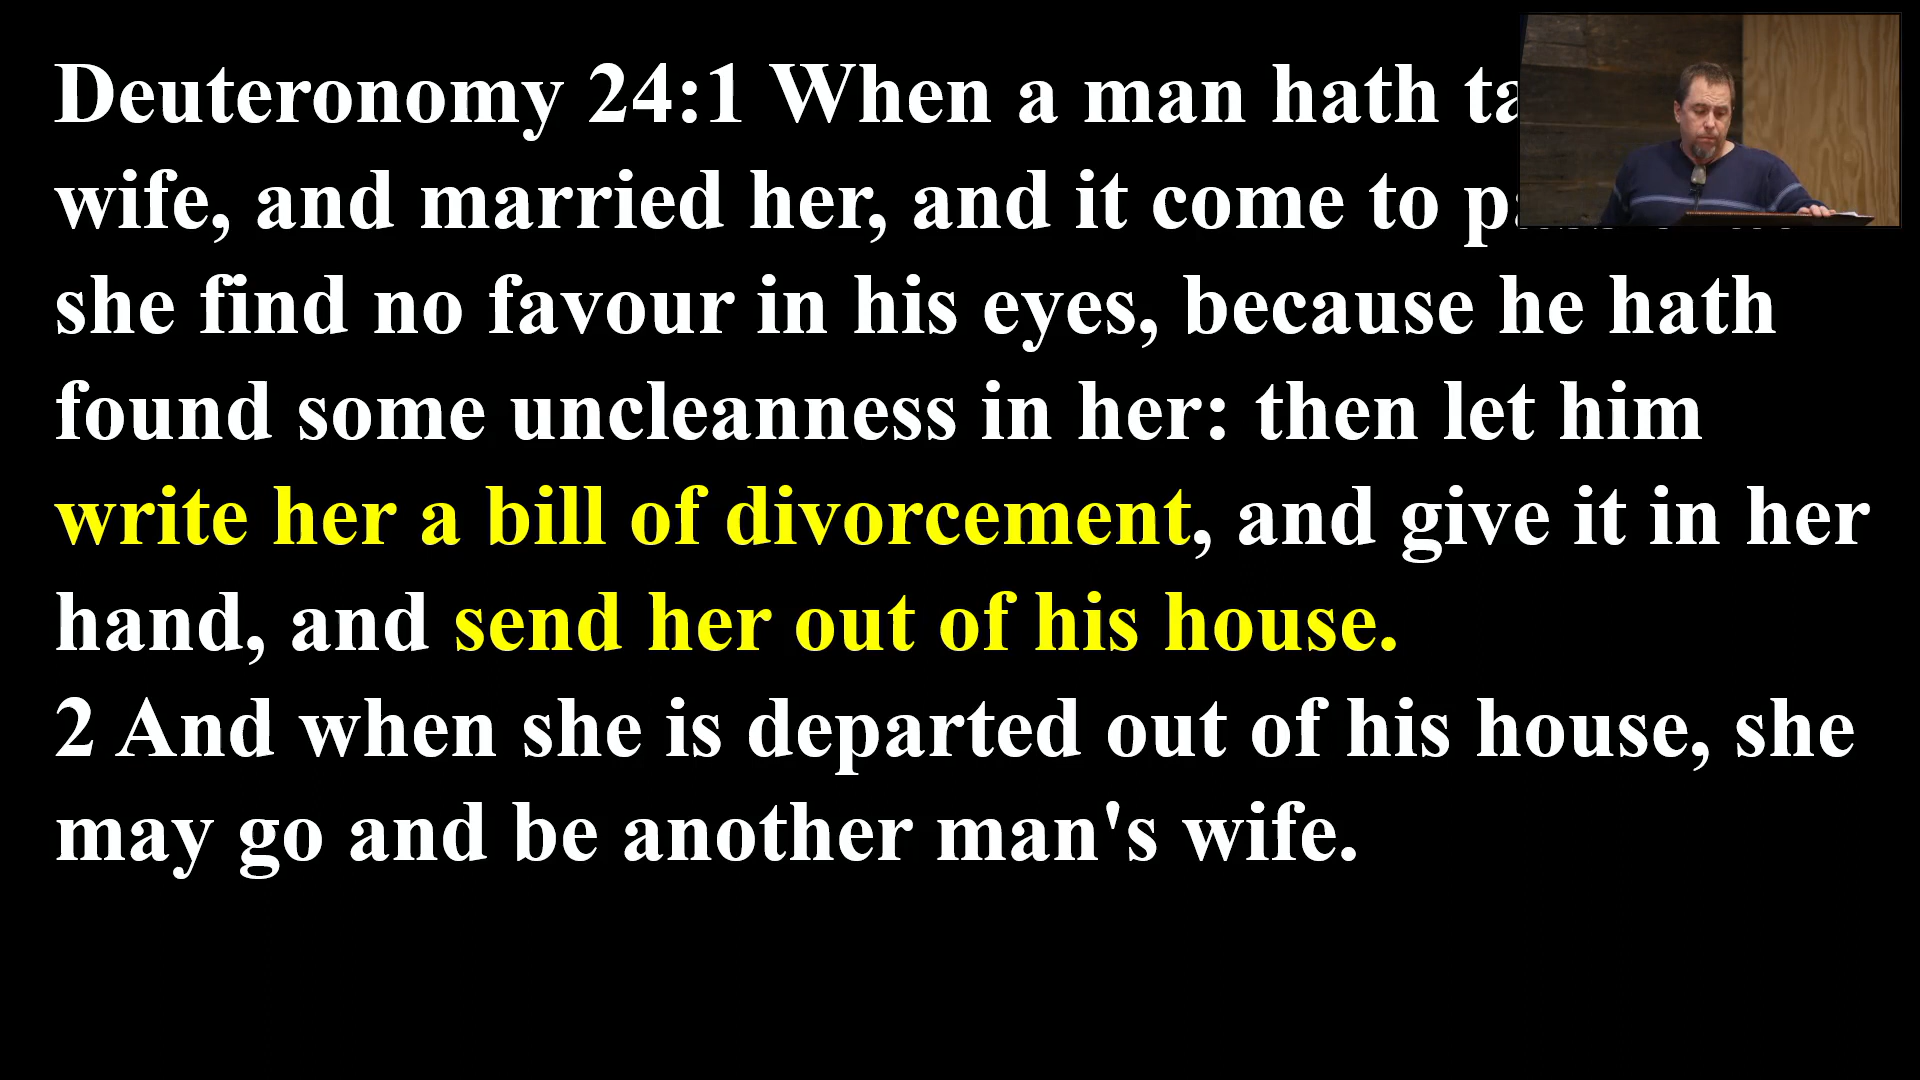 Deuteronomy 24:1 When a man hath
wife, and married her, and it come to
she find no favour in his eyes, because he hath
found some uncleanness in her: then let him
write her a bill of divorcement, and give it in her
hand, and send her out of his house.
2 And when she is departed out of his house, she
may go and be another man's wife.